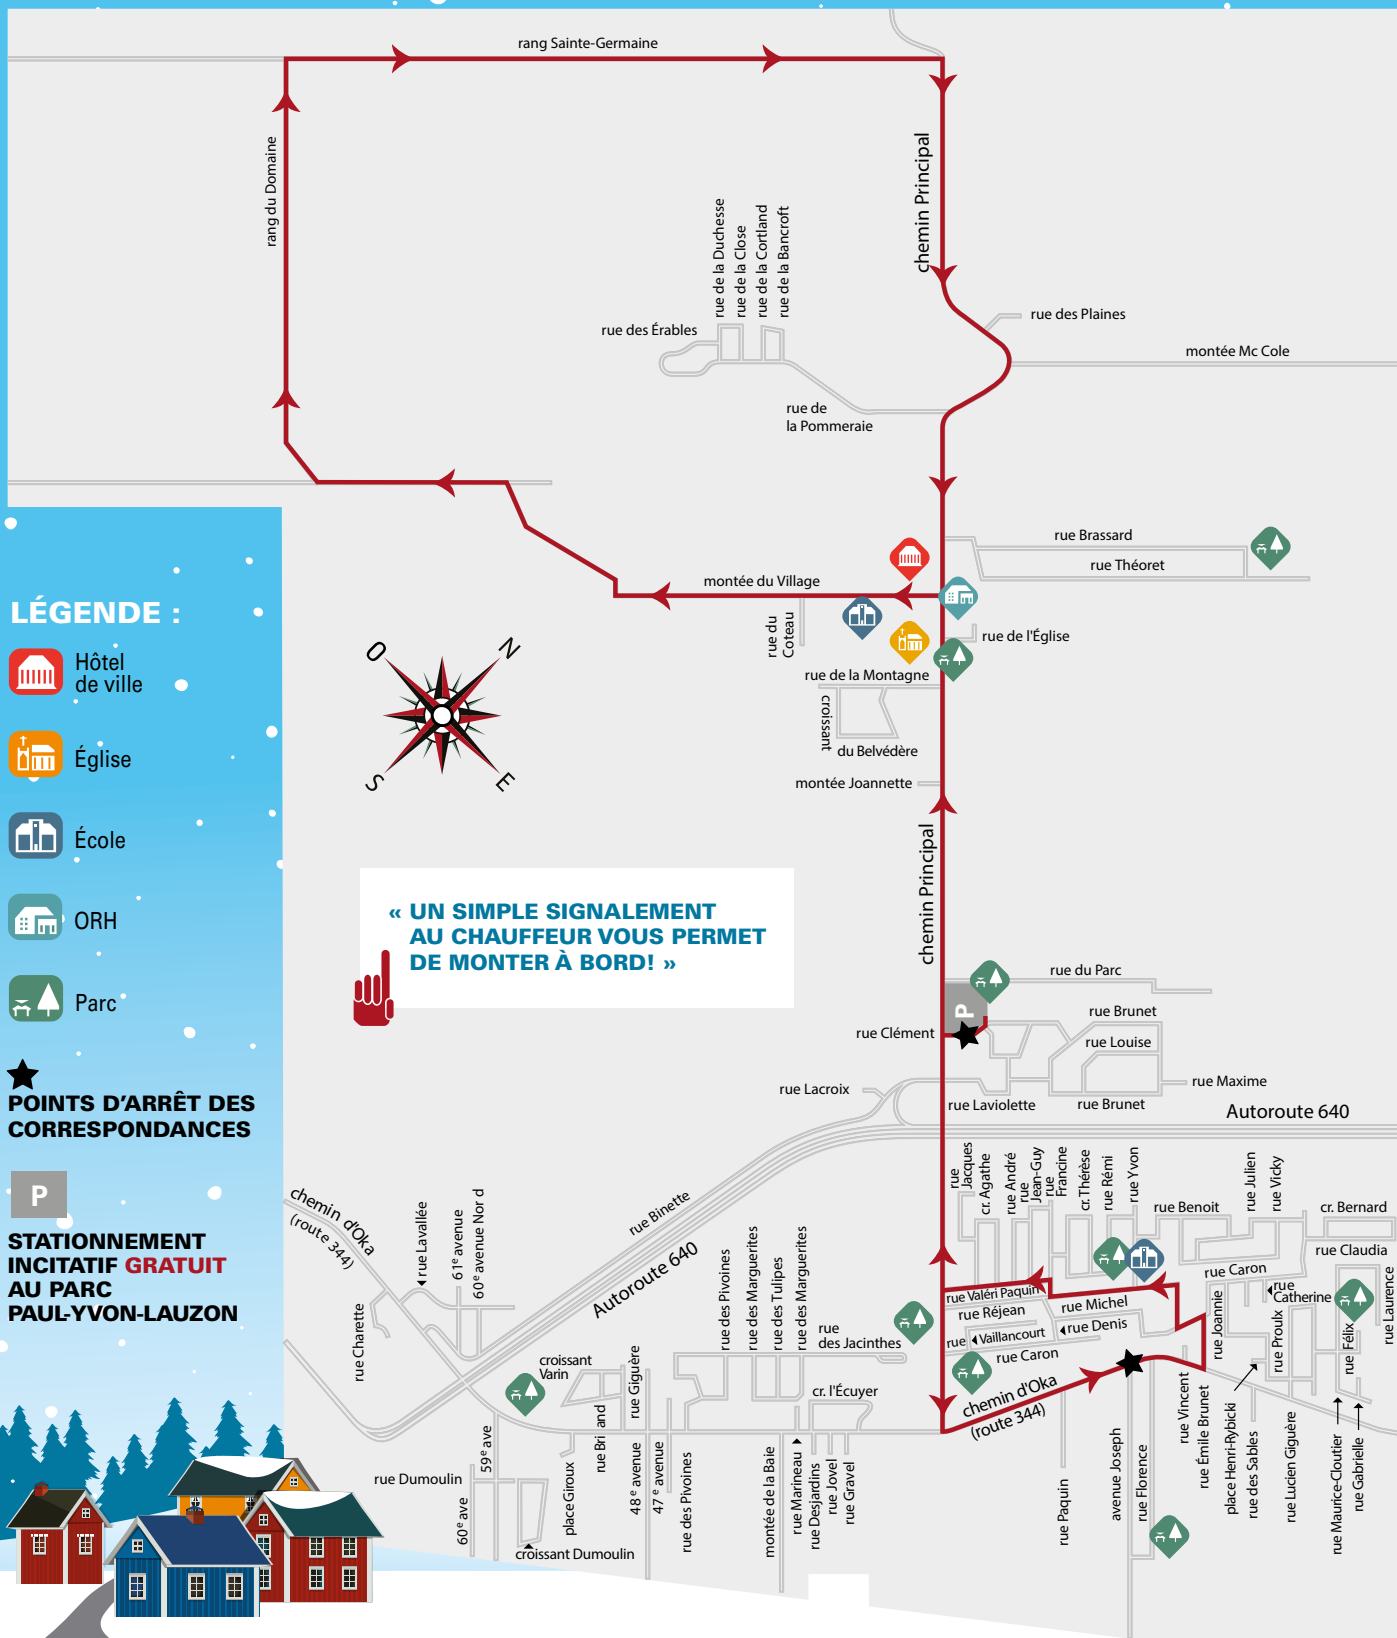 rang Sainte-Germaine
rang du Domaine
chemin Principal
rue de la Duchesse
rue de la Close
rue de la Cortland
rue de la Bancroft
rue des Érables
rue des Plaines
montée Mc Cole
rue de
la Pommeraie
rue Brassard
rue Théoret
montée du Village
rue du
Coteau
rue de l'Église
rue de la Montagne
croissant
du Belvédère
montée Joannette
O
N
S
E
LÉGENDE :
Hôtel
de ville
Église
École
ORH
Parc
POINTS D'ARRÊT DES
CORRESPONDANCES
P
STATIONNEMENT
INCITATIF GRATUIT
AU PARC
PAUL-YVON-LAUZON
« UN SIMPLE SIGNALEMENT
AU CHAUFFEUR VOUS PERMET
DE MONTER À BORD! »
chemin Principal
rue du Parc
P
rue Clément
rue Brunet
rue Louise
rue Maxime
rue Lacroix
rue Laviolette
rue Brunet
Autoroute 640
rue
Jacques
cr. Agathe
rue André
rue
Jean-Guy
rue
Francine
cr. Thérèse
rue Rémi
rue Yvon
rue Benoit
rue Julien
rue Vicky
cr. Bernard
rue Claudia
rue Caron
rue
Catherine
rue Laurence
rue Valéri Paquin
rue Réjean
rue Michel
rue Denis
rue
Vaillancourt
rue Caron
rue Joannie
rue Proulx
rue Félix
chemin d'Oka
(route 344)
rue Lavallée
61e avenue
60e avenue Nord
rue Binette
Autoroute 640
rue Charette
rue des Pivoines
rue des Marguerites
rue des Tulipes
rue des Marguerites
rue
des Jacinthes
croissant
Varin
rue Giguère
cr. l'Écuyer
chemin d'Oka
(route 344)
rue Dumoulin
59e ave
60e ave
croissant Dumoulin
place Giroux
rue Briand
48e avenue
47e avenue
rue des Pivoines
montée de la Baie
rue Marineau
rue Desjardins
rue Jovel
rue Gravel
rue Paquin
avenue Joseph
rue Florence
rue Vincent
rue Émile Brunet
place Henri-Rybicki
rue des Sables
rue Lucien Giguère
rue Maurice-Cloutier
rue Gabrielle